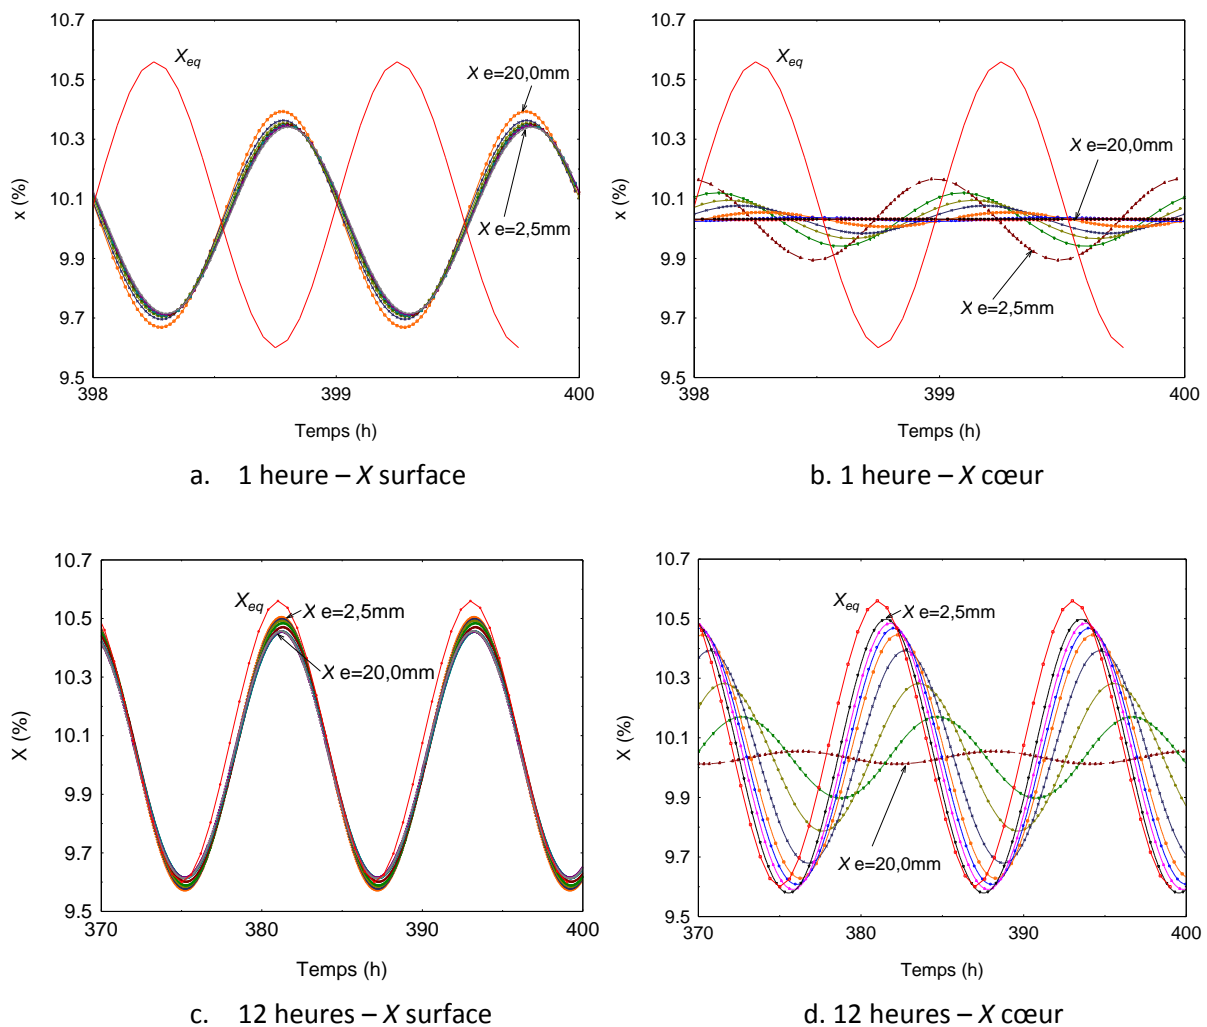 10.7
10.5
10.3
10.1
9.9
9.7
9.5
x (%)
X eq
X e=20,0mm
X e=2,5mm
398
399
400
Temps (h)
a. 1 heure – X surface
10.7
10.5
10.3
10.1
9.9
9.7
9.5
x (%)
X eq
X e=20,0mm
X e=2,5mm
398
399
400
Temps (h)
b. 1 heure – X cœur
10.7
10.5
10.3
10.1
9.9
9.7
9.5
X (%)
X eq
X e=2,5mm
X e=20,0mm
370
380
390
400
Temps (h)
c. 12 heures – X surface
10.7
10.5
10.3
10.1
9.9
9.7
9.5
X (%)
X eq
X e=2,5mm
X e=20,0mm
370
380
390
400
Temps (h)
d. 12 heures – X cœur